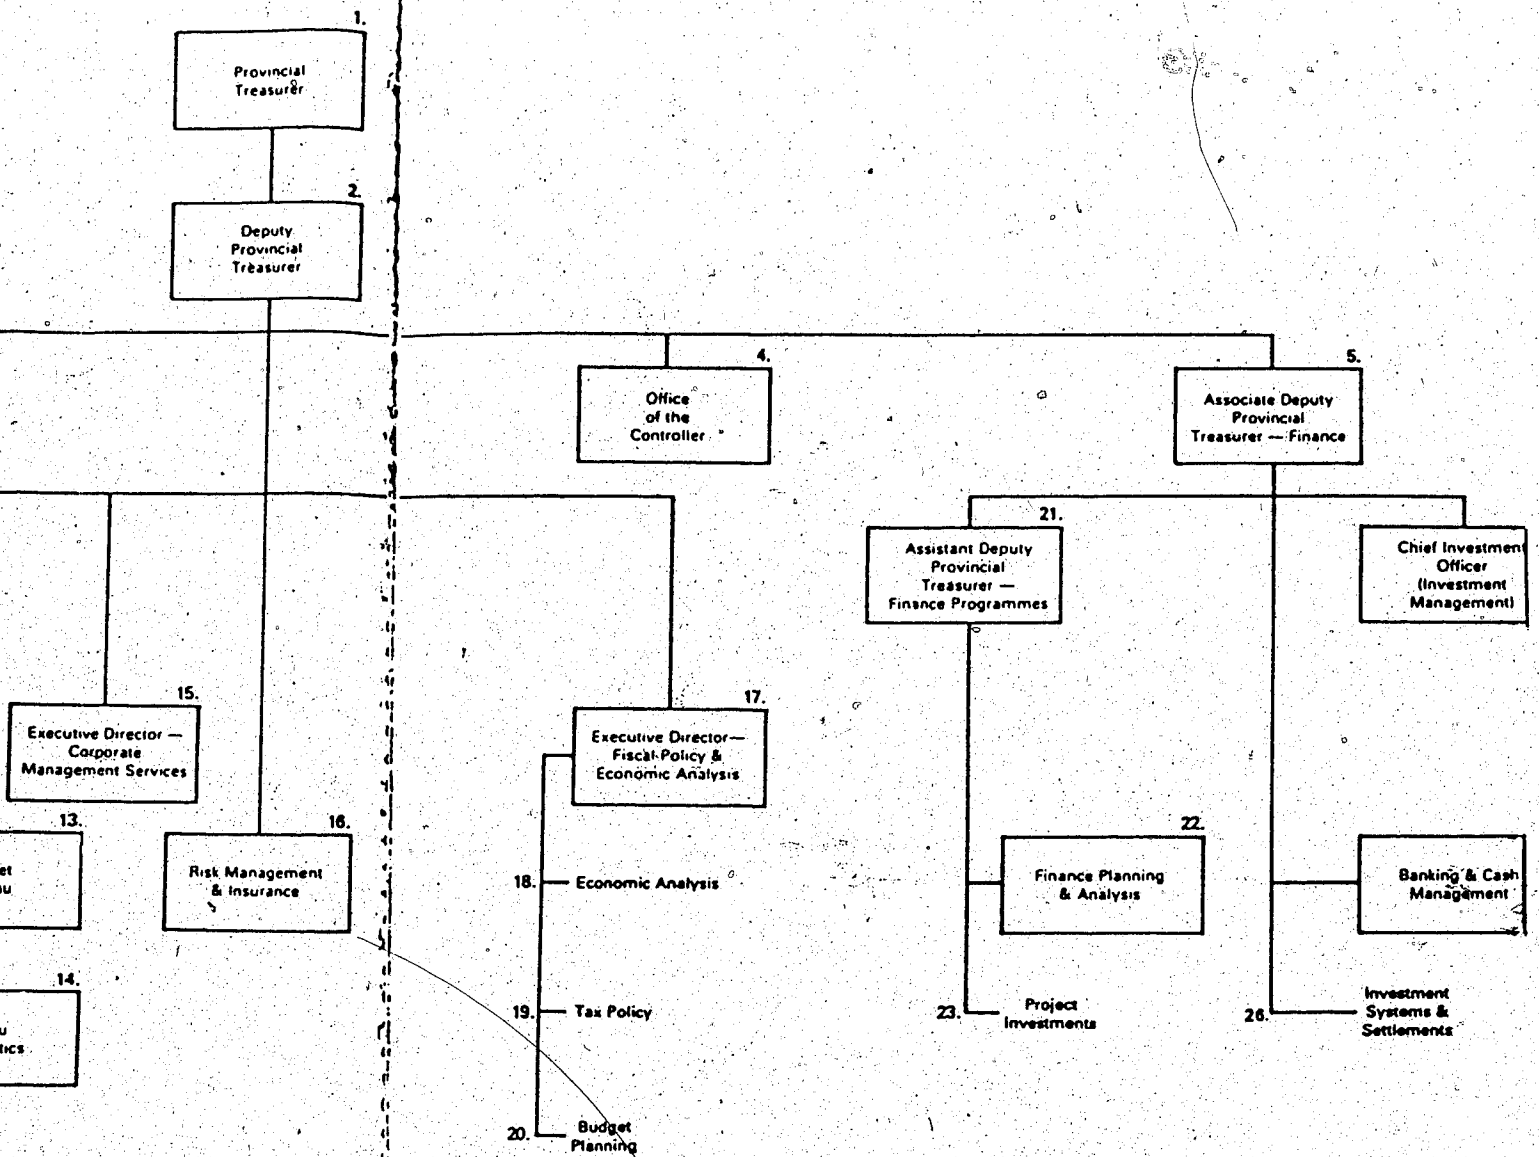 1.
Provincial
Treasurer
2.
Deputy
Provincial
Treasurer
4.
Office
of the
Controller
5.
Associate Deputy
Provincial
Treasurer — Finance
21.
Assistant Deputy
Provincial
Treasurer —
Finance Programmes
Chief Investment
Officer
(Investment
Management)
15.
Executive Director —
Corporate
Management Services
17.
Executive Director—
Fiscal Policy &
Economic Analysis
13.
16.
Risk Management
& Insurance
18.
Economic Analysis
22.
Finance Planning
& Analysis
Banking & Cash
Management
14.
19.
Tax Policy
23.
Project
Investments
26.
Investment
Systems &
Settlements
20.
Budget
Planning